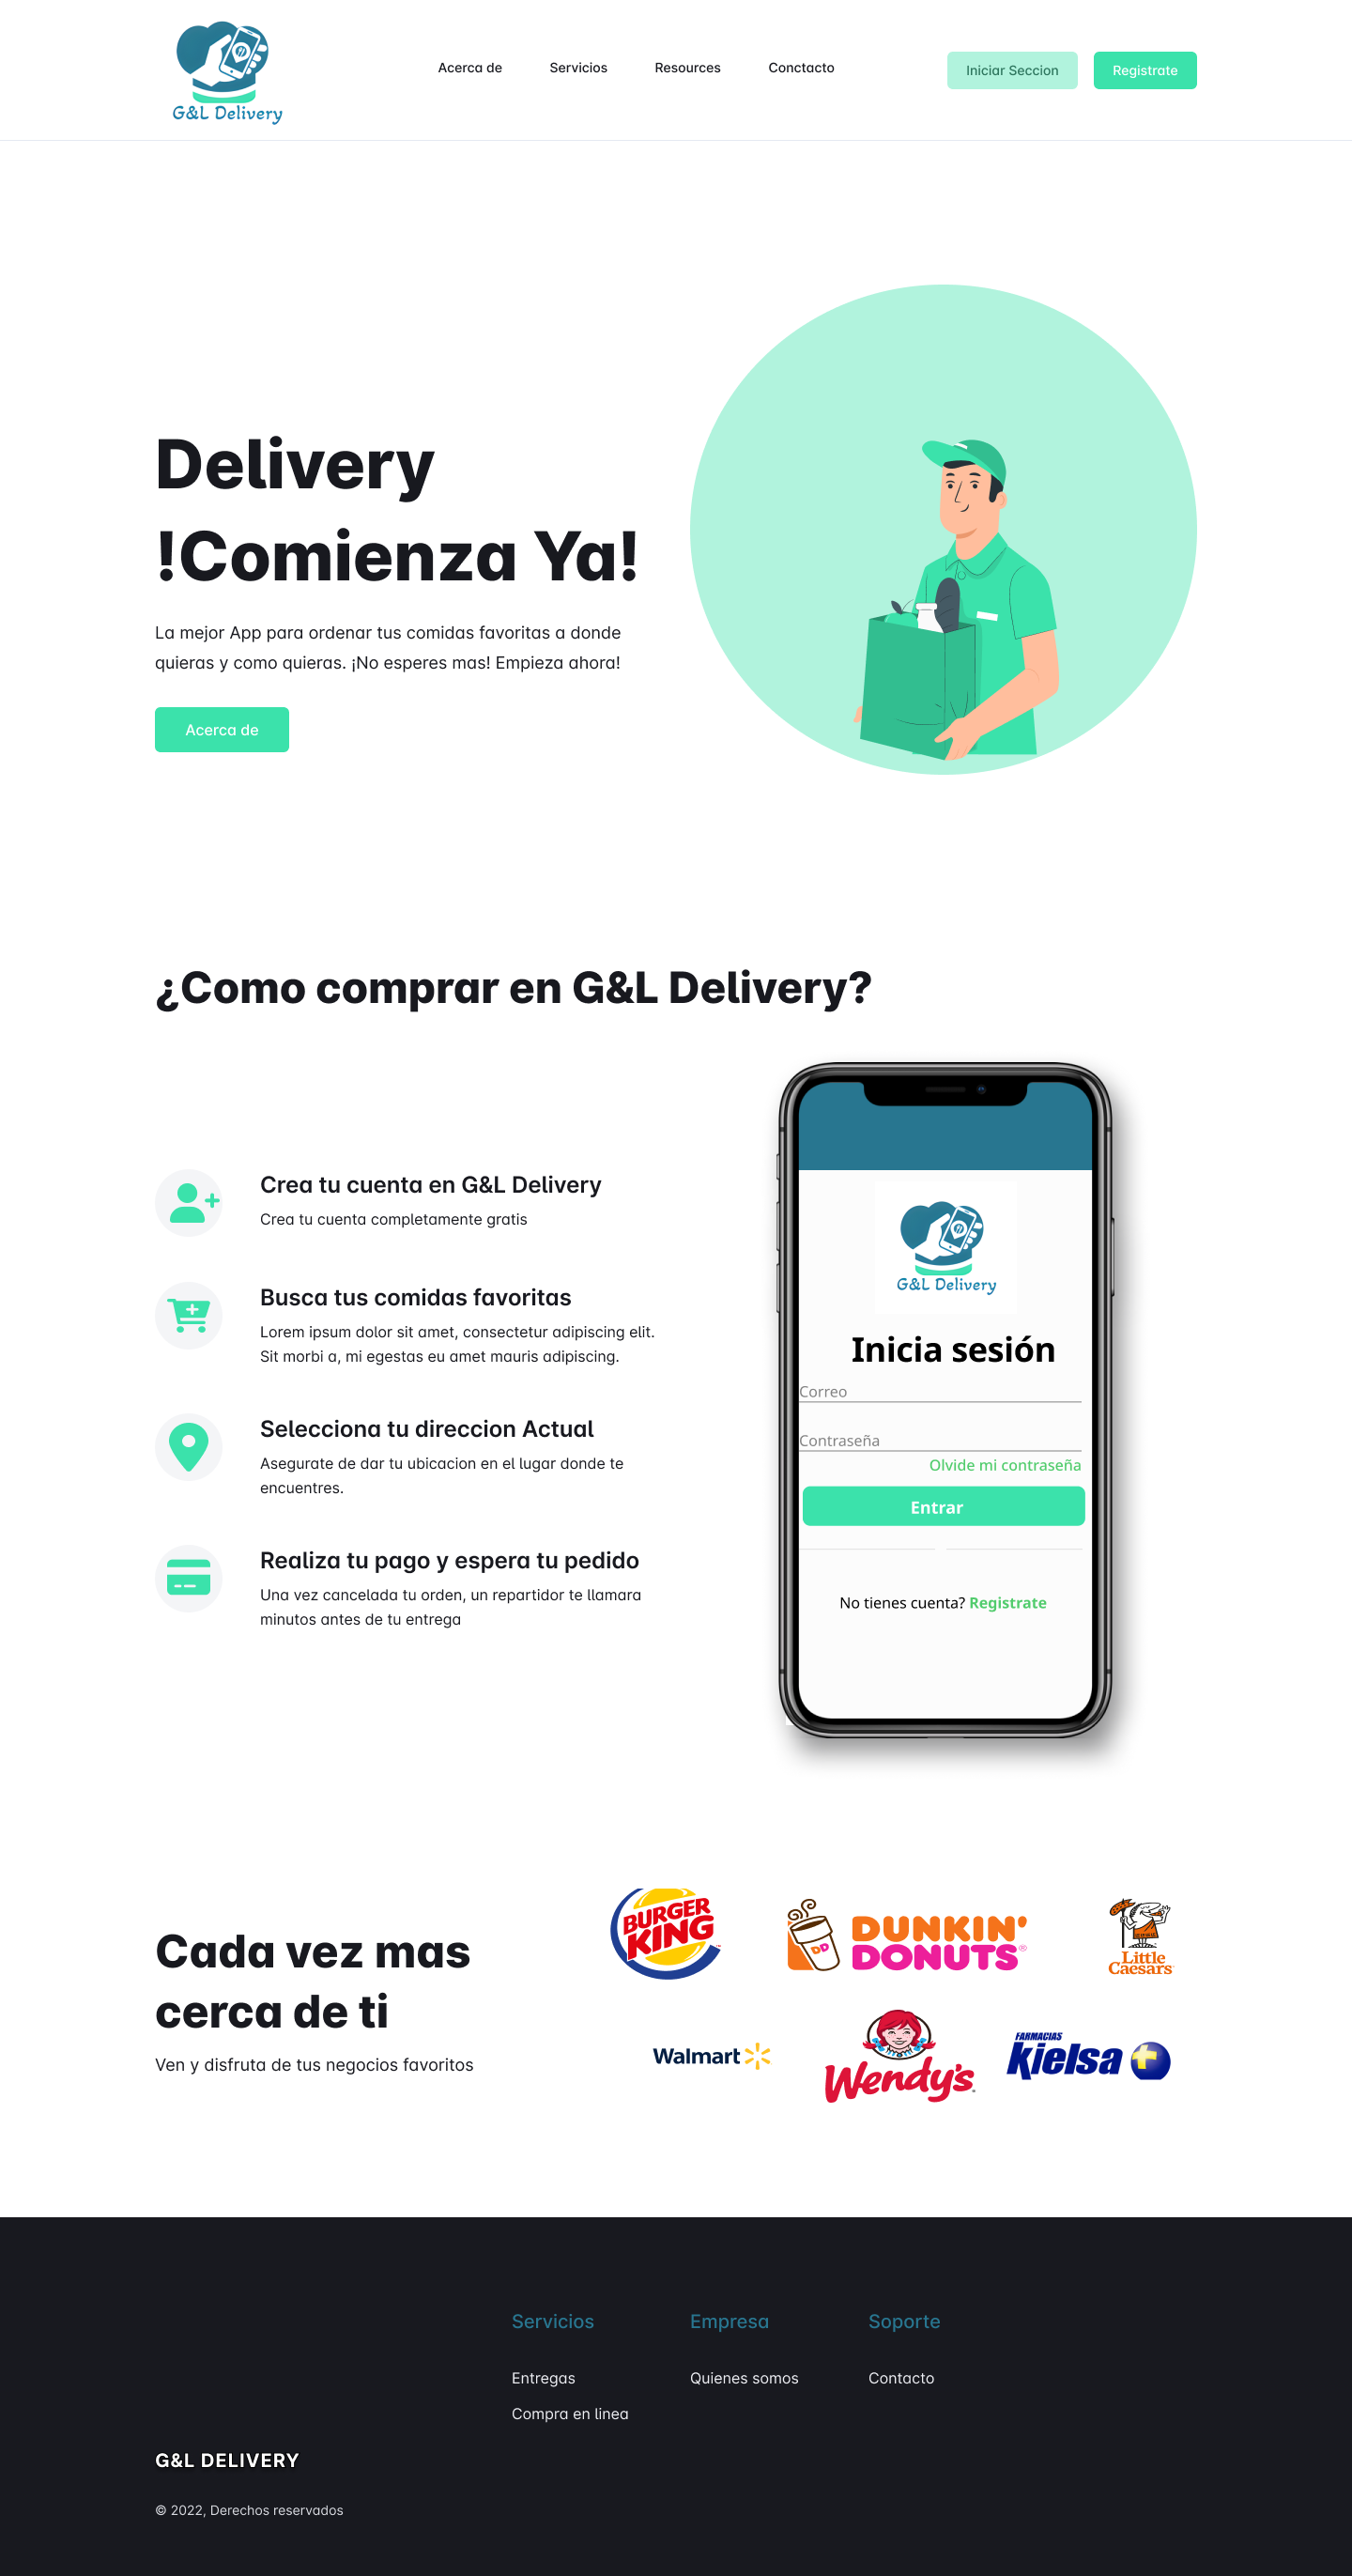 G&L Delivery
Acerca de
Servicios
Resources
Conctacto
Iniciar Seccion
Registrate
Delivery
!Comienza Ya!
La mejor App para ordenar tus comidas favoritas a donde
quieras y como quieras. ¡No esperes mas! Empieza ahora!
Acerca de
¿Como comprar en G&L Delivery?
Crea tu cuenta en G&L Delivery
Crea tu cuenta completamente gratis
Busca tus comidas favoritas
Lorem ipsum dolor sit amet, consectetur adipiscing elit.
Sit morbi a, mi egestas eu amet mauris adipiscing.
Selecciona tu direccion Actual
Asegurate de dar tu ubicacion en el lugar donde te
encuentres.
Realiza tu pago y espera tu pedido
Una vez cancelada tu orden, un repartidor te llamara
minutos antes de tu entrega
G&L Delivery
Inicia sesión
Correo
Contraseña
Olvide mi contraseña
Entrar
No tienes cuenta? Registrate
Cada vez mas
cerca de ti
Ven y disfruta de tus negocios favoritos
BURGER
KING
™
DD
DUNKIN'
DONUTS®
Little
Caesars
Walmart
Wendy's
FARMACIAS
Kielsa
Servicios
Entregas
Compra en linea
Empresa
Quienes somos
Soporte
Contacto
G&L DELIVERY
© 2022, Derechos reservados